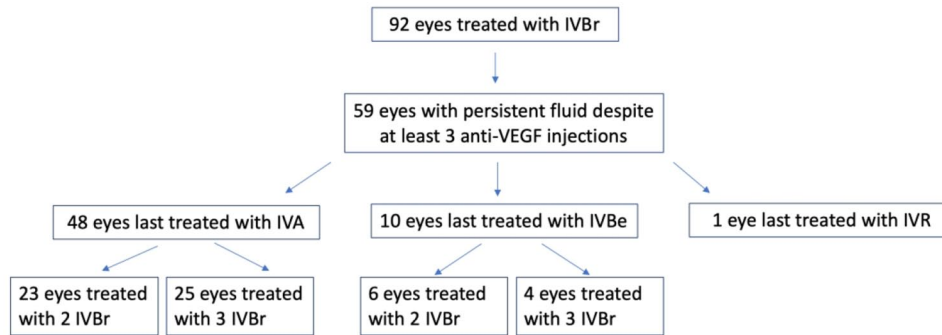 92 eyes treated with IVBr
59 eyes with persistent fluid despite
at least 3 anti-VEGF injections
48 eyes last treated with IVA
10 eyes last treated with IVBe
1 eye last treated with IVR
23 eyes treated
with 2 IVBr
25 eyes treated
with 3 IVBr
6 eyes treated
with 2 IVBr
4 eyes treated
with 3 IVBr